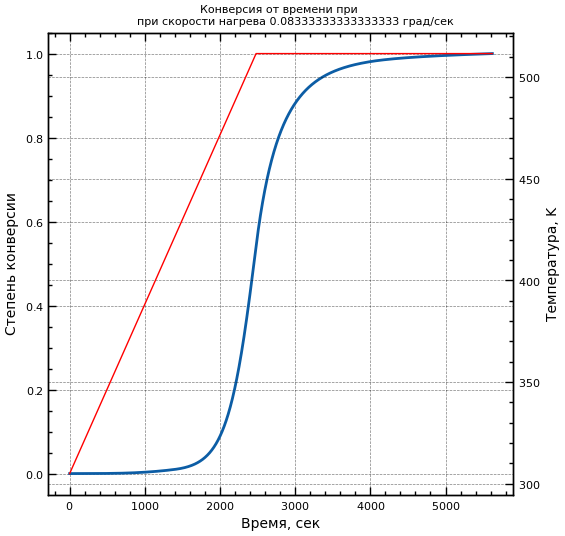 Конверсия от времени при
при скорости нагрева 0.08333333333333333 град/сек
1.0
0.8
0.6
0.4
0.2
0.0
Степень конверсии
500
450
400
350
300
Температура, K
0 1000 2000 3000 4000 5000
Время, сек